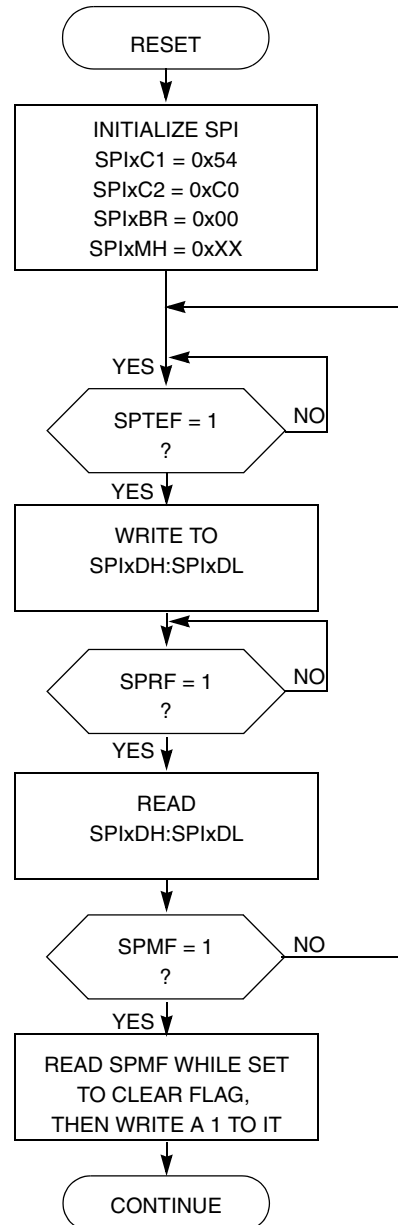 RESET
INITIALIZE SPI
SPIxC1 = 0x54
SPIxC2 = 0xC0
SPIxBR = 0x00
SPIxMH = 0xXX
YES
SPTEF = 1
?
NO
YES
WRITE TO
SPIxDH:SPIxDL
SPRF = 1
?
NO
YES
READ
SPIxDH:SPIxDL
SPMF = 1
?
NO
YES
READ SPMF WHILE SET
TO CLEAR FLAG,
THEN WRITE A 1 TO IT
CONTINUE